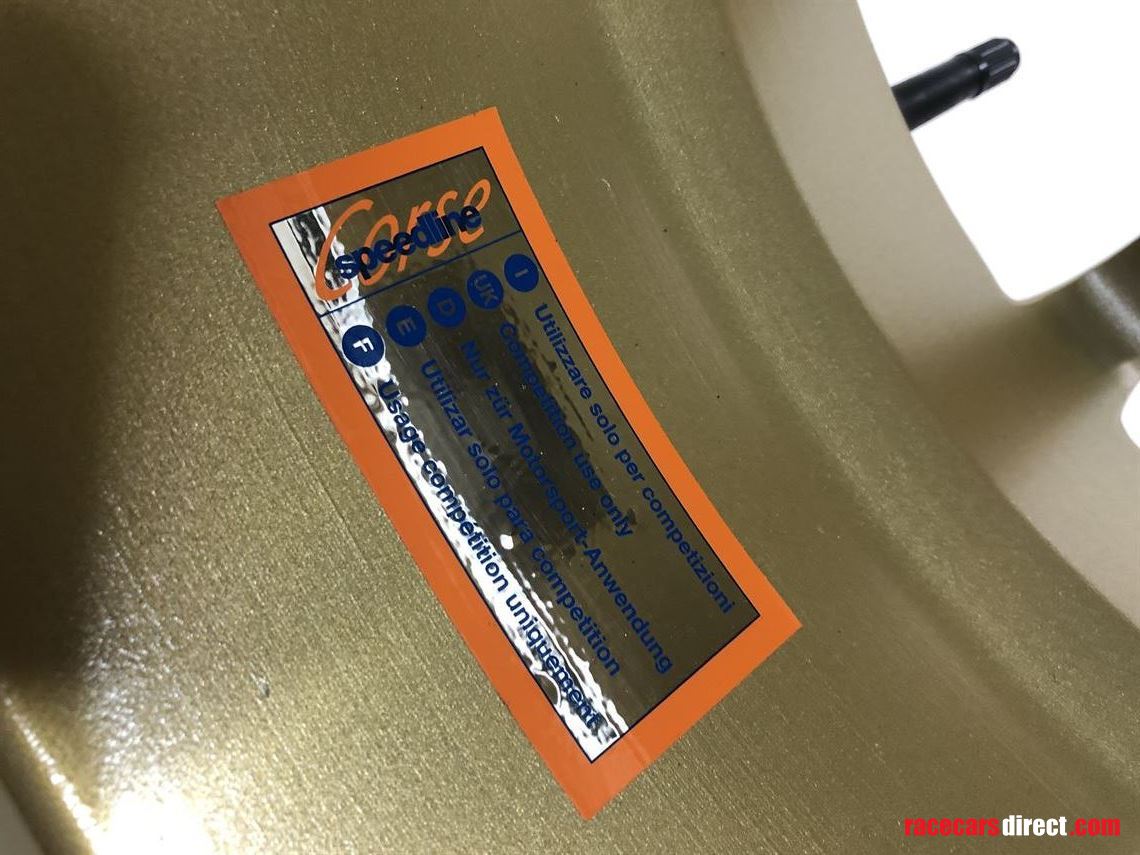 Corse
speedline
I Utilizzare solo per competizioni
UK Competition use only
D Nur zür Motorsport-Anwendung
E Utilizar solo para competition
F Usage competition uniquement
racecarsdirect.com